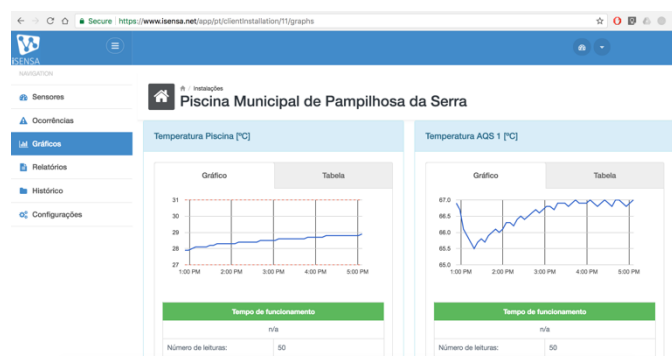 Secure https://www.isensa.net/app/pt/clientInstallation/11/graphs
iSENSA
NAVIGATION
Sensores
Ocorrências
Gráficos
Relatórios
Histórico
Configurações
/ Instalações
Piscina Municipal de Pampilhosa da Serra
Temperatura Piscina [ºC]
Gráfico Tabela
31
30
29
28
27
1:00 PM 2:00 PM 3:00 PM 4:00 PM 5:00 PM
Tempo de funcionamento
n/a
Número de leituras: 50
Temperatura AQS 1 [ºC]
Gráfico Tabela
67.0
66.5
66.0
65.5
65.0
1:00 PM 2:00 PM 3:00 PM 4:00 PM 5:00 PM
Tempo de funcionamento
n/a
Número de leituras: 50